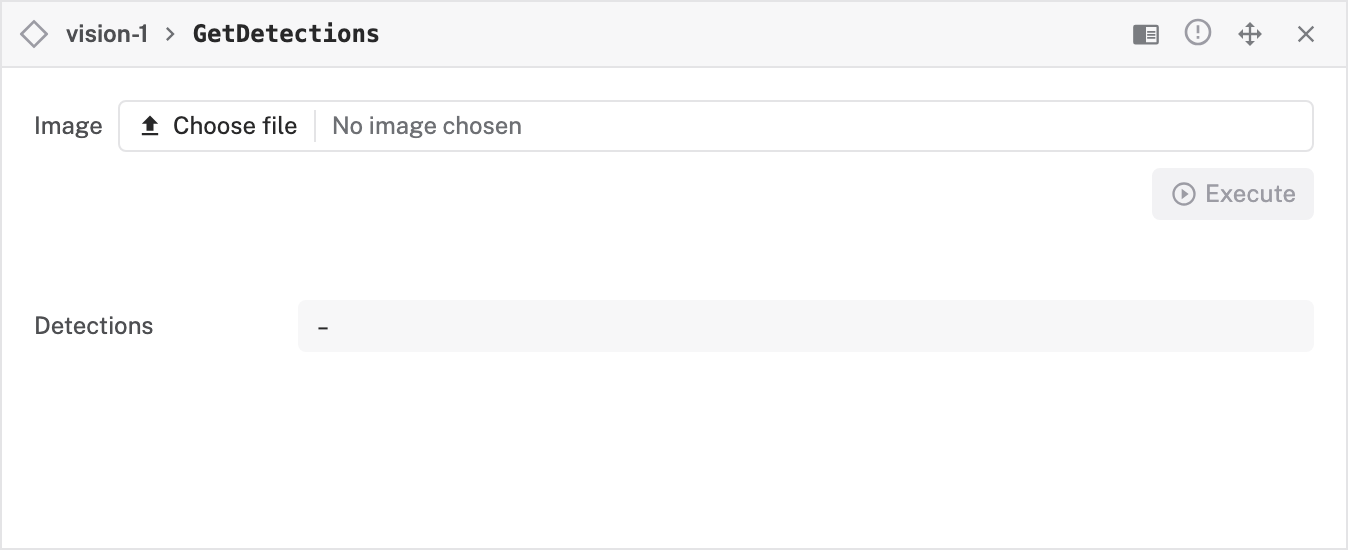 vision-1 > GetDetections
Image Choose file No image chosen
Execute
Detections –